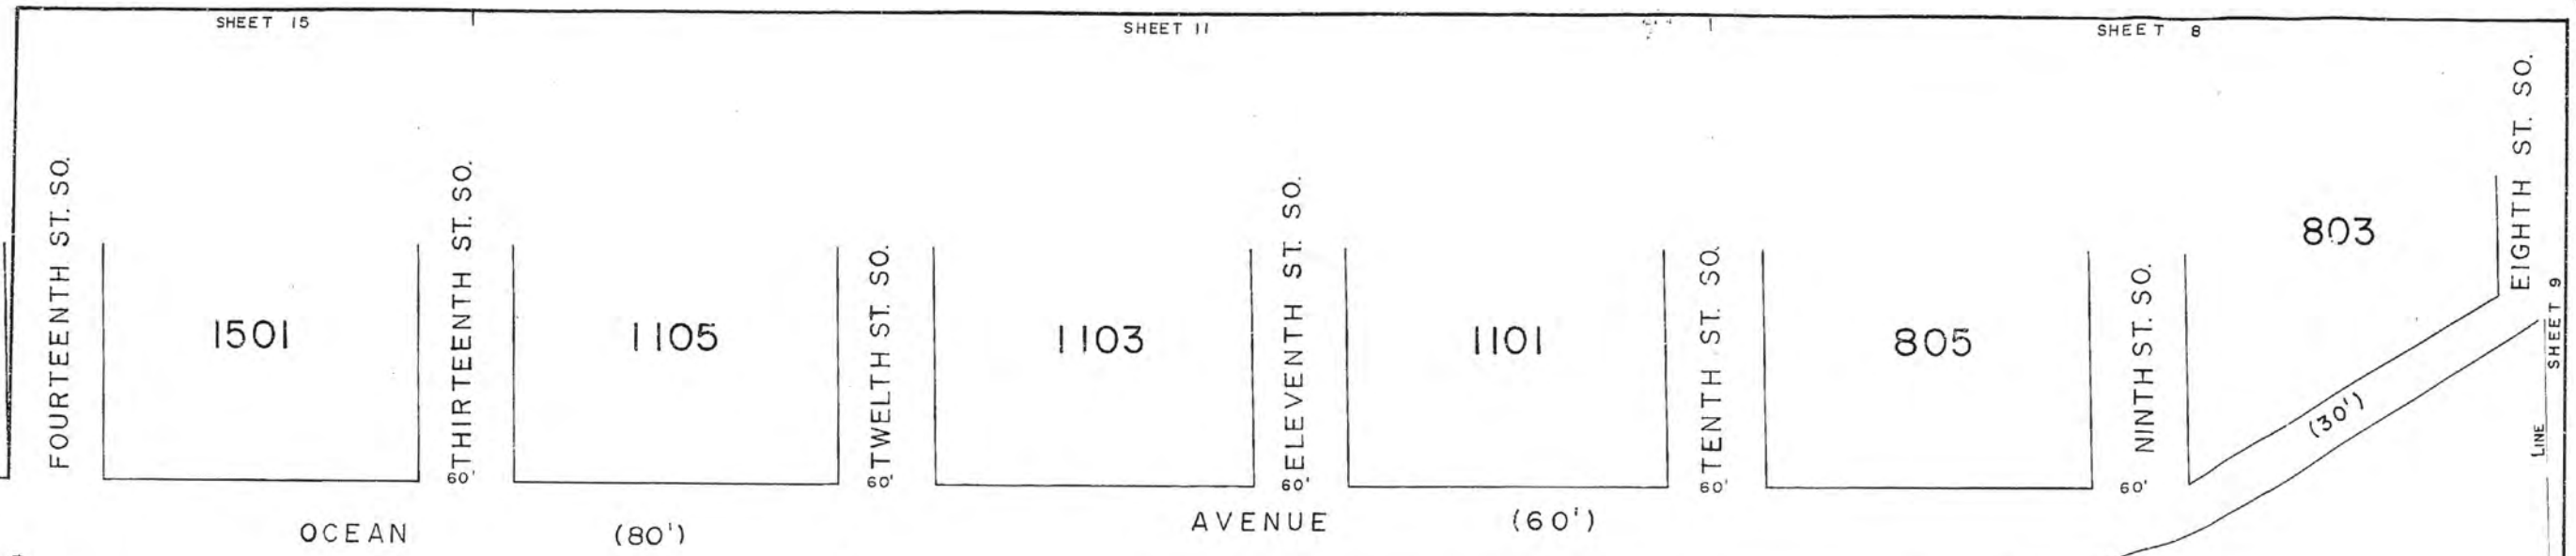 SHEET 15
SHEET 11
SHEET 8
FOURTEENTH ST. SO.
1501
THIRTEENTH ST. SO.
60'
1105
TWELTH ST. SO.
60'
1103
ELEVENTH ST. SO.
60'
1101
TENTH ST. SO.
60'
805
NINTH ST. SO.
60'
803
EIGHTH ST. SO.
(30')
LINE
SHEET 9
OCEAN (80') AVENUE (60')